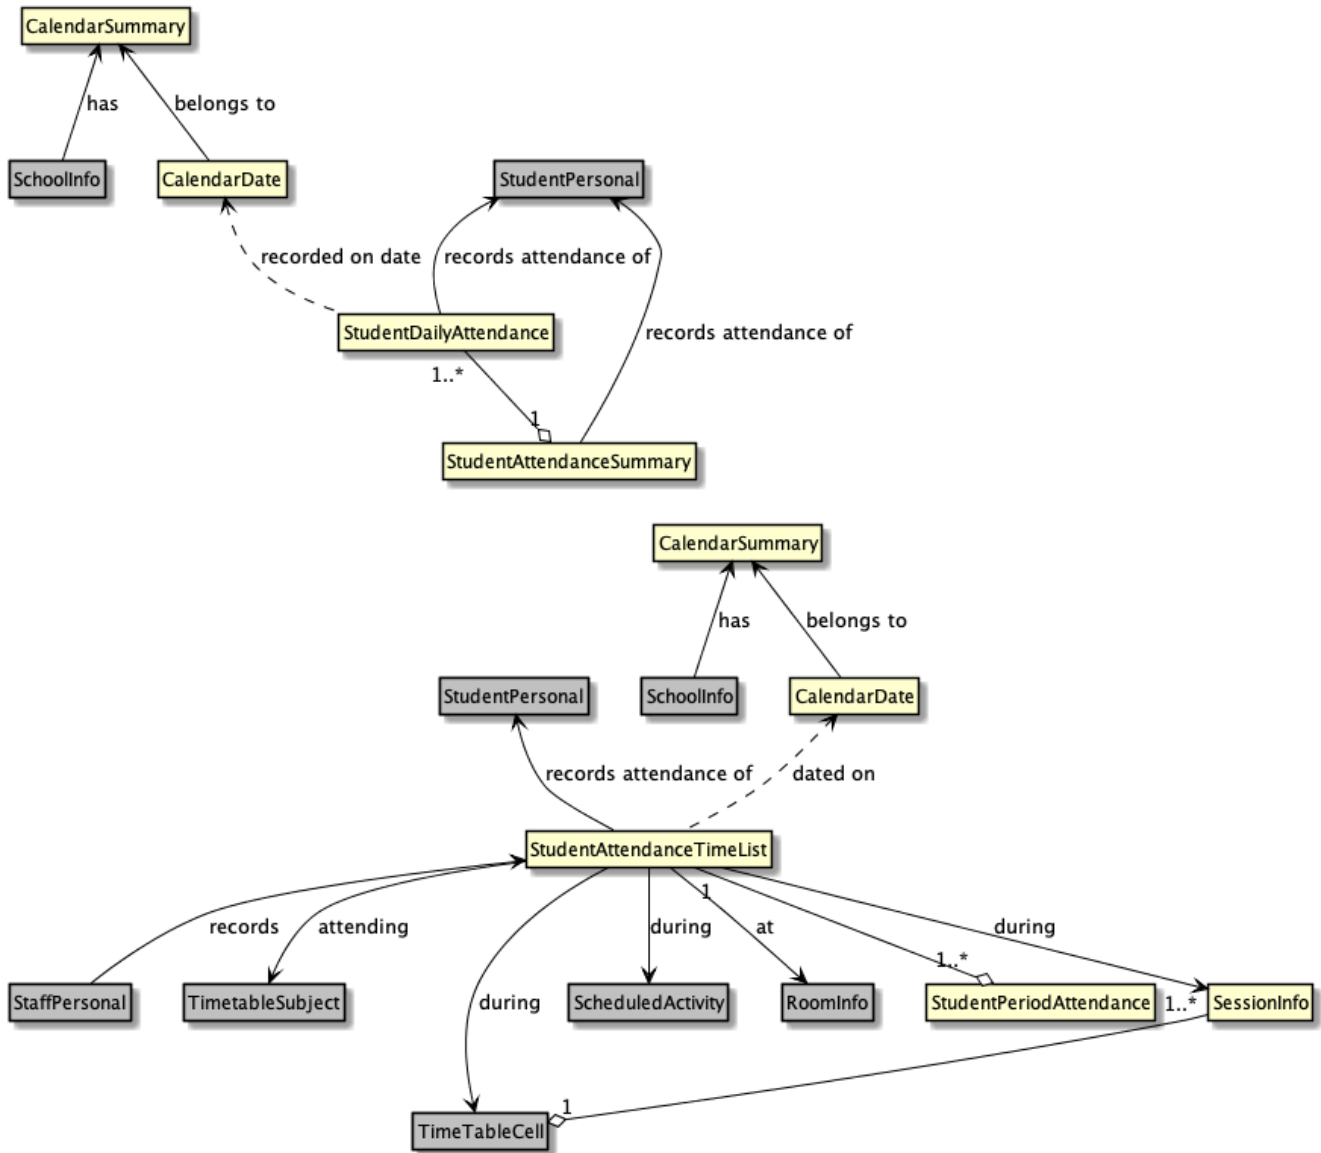 CalendarSummary
has
belongs to
SchoolInfo
CalendarDate
StudentPersonal
recorded on date
records attendance of
StudentDailyAttendance
records attendance of
1..*
1
StudentAttendanceSummary
CalendarSummary
has
belongs to
StudentPersonal
SchoolInfo
CalendarDate
records attendance of
dated on
StudentAttendanceTimeList
1
records
attending
during
at
during
1..*
StaffPersonal
TimetableSubject
during
ScheduledActivity
RoomInfo
StudentPeriodAttendance
1..*
SessionInfo
1
TimeTableCell